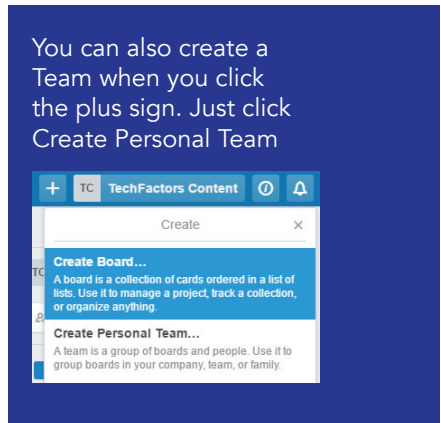 You can also create a
Team when you click
the plus sign. Just click
Create Personal Team
+ TC TechFactors Content
Create ×
Create Board...
A board is a collection of cards ordered in a list of
lists. Use it to manage a project, track a collection,
or organize anything.
TC
Create Personal Team...
A team is a group of boards and people. Use it to
group boards in your company, team, or family.